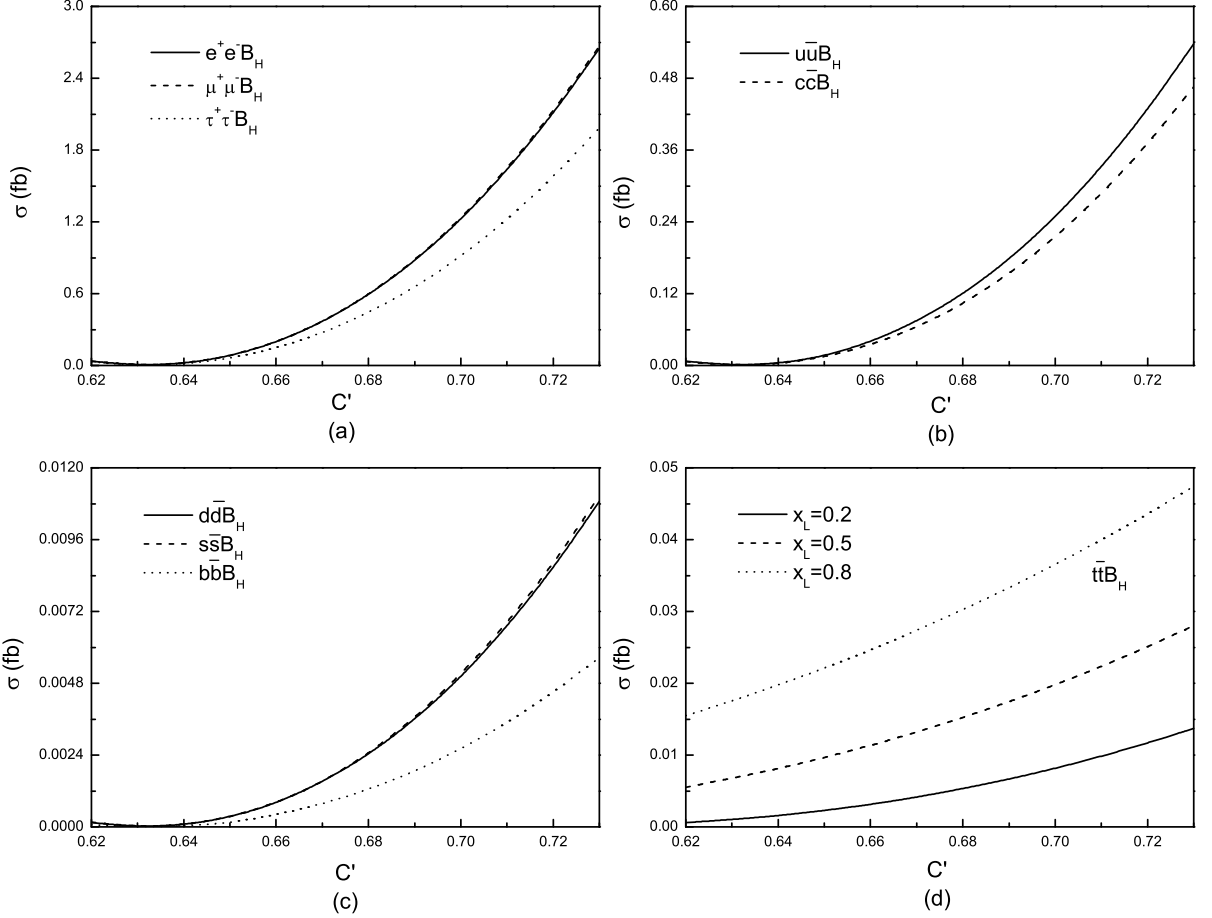 3.0
2.4
1.8
1.2
0.6
0.0
σ (fb)
e⁺e⁻B_H
μ⁺μ⁻B_H
τ⁺τ⁻B_H
0.62 0.64 0.66 0.68 0.70 0.72
C'
(a)
0.60
0.48
0.36
0.24
0.12
0.00
σ (fb)
uu̅B_H
cc̅B_H
0.62 0.64 0.66 0.68 0.70 0.72
C'
(b)
0.0120
0.0096
0.0072
0.0048
0.0024
0.0000
σ (fb)
dd̅B_H
ss̅B_H
bb̅B_H
0.62 0.64 0.66 0.68 0.70 0.72
C'
(c)
0.05
0.04
0.03
0.02
0.01
0.00
σ (fb)
x_L=0.2
x_L=0.5
x_L=0.8
tt̅B_H
0.62 0.64 0.66 0.68 0.70 0.72
C'
(d)